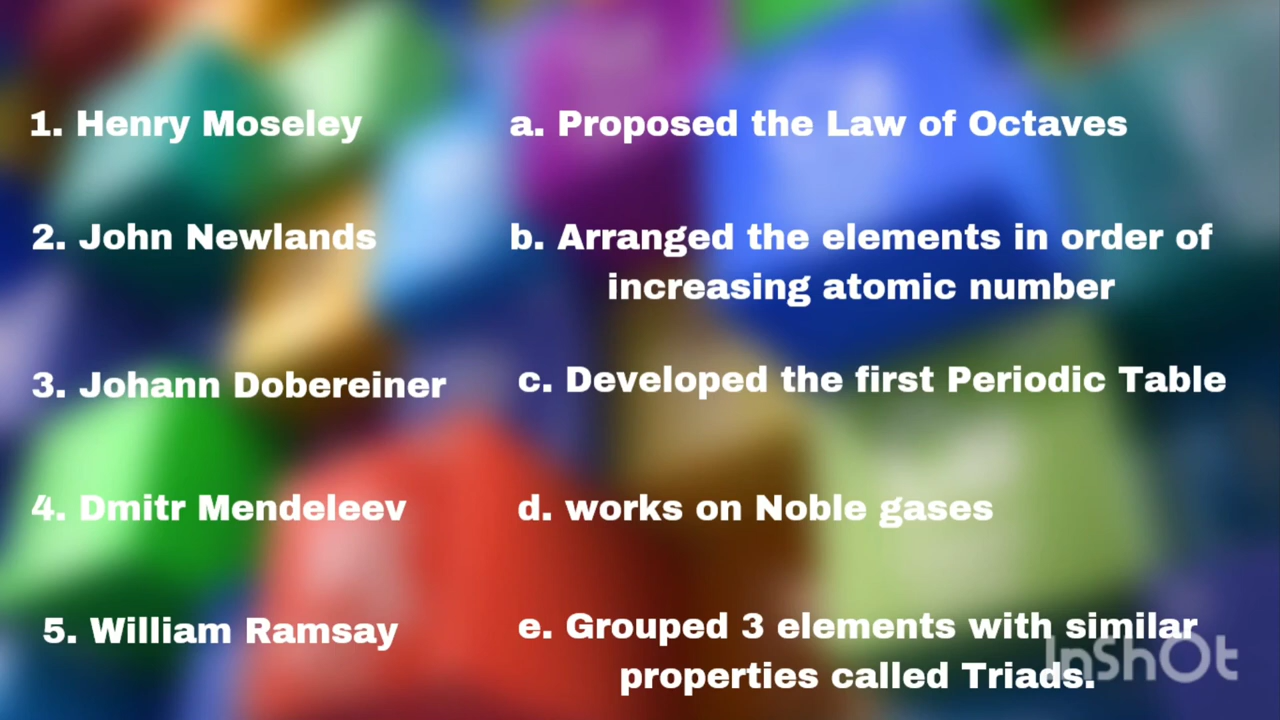 1. Henry Moseley
a. Proposed the Law of Octaves
2. John Newlands
b. Arranged the elements in order of
increasing atomic number
3. Johann Dobereiner
c. Developed the first Periodic Table
4. Dmitr Mendeleev
d. works on Noble gases
5. William Ramsay
e. Grouped 3 elements with similar
properties called Triads.
InShOt